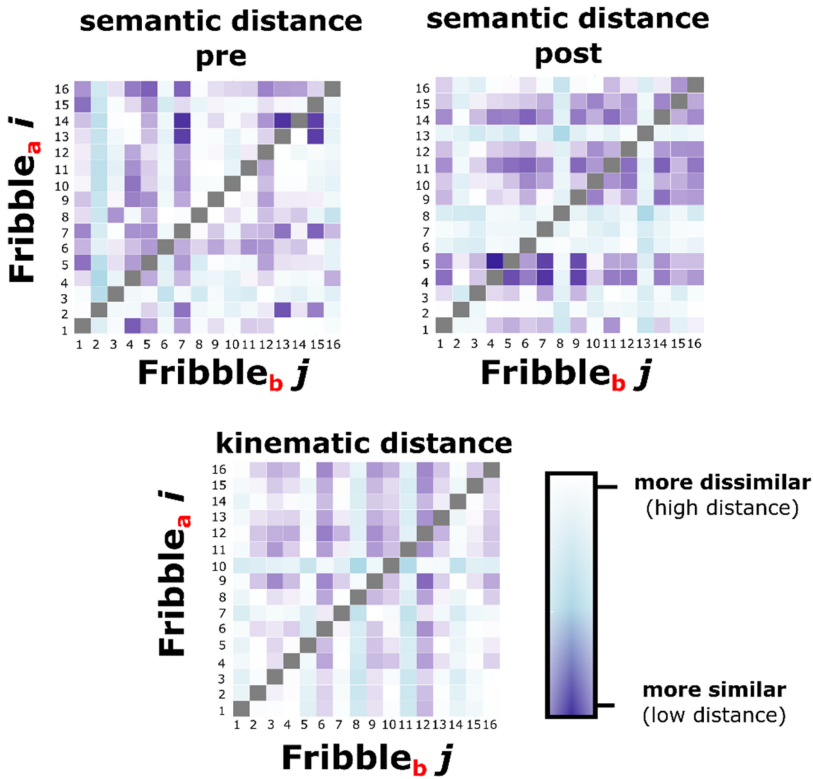 semantic distance
pre
semantic distance
post
16
15
14
13
12
11
10
9
8
7
6
5
4
3
2
1
Fribblea i
1 2 3 4 5 6 7 8 9 10 11 12 13 14 15 16
Fribbleb j
16
15
14
13
12
11
10
9
8
7
6
5
4
3
2
1
1 2 3 4 5 6 7 8 9 10 11 12 13 14 15 16
Fribbleb j
kinematic distance
16
15
14
13
12
11
10
9
8
7
6
5
4
3
2
1
Fribblea i
1 2 3 4 5 6 7 8 9 10 11 12 13 14 15 16
Fribbleb j
more dissimilar
(high distance)
more similar
(low distance)